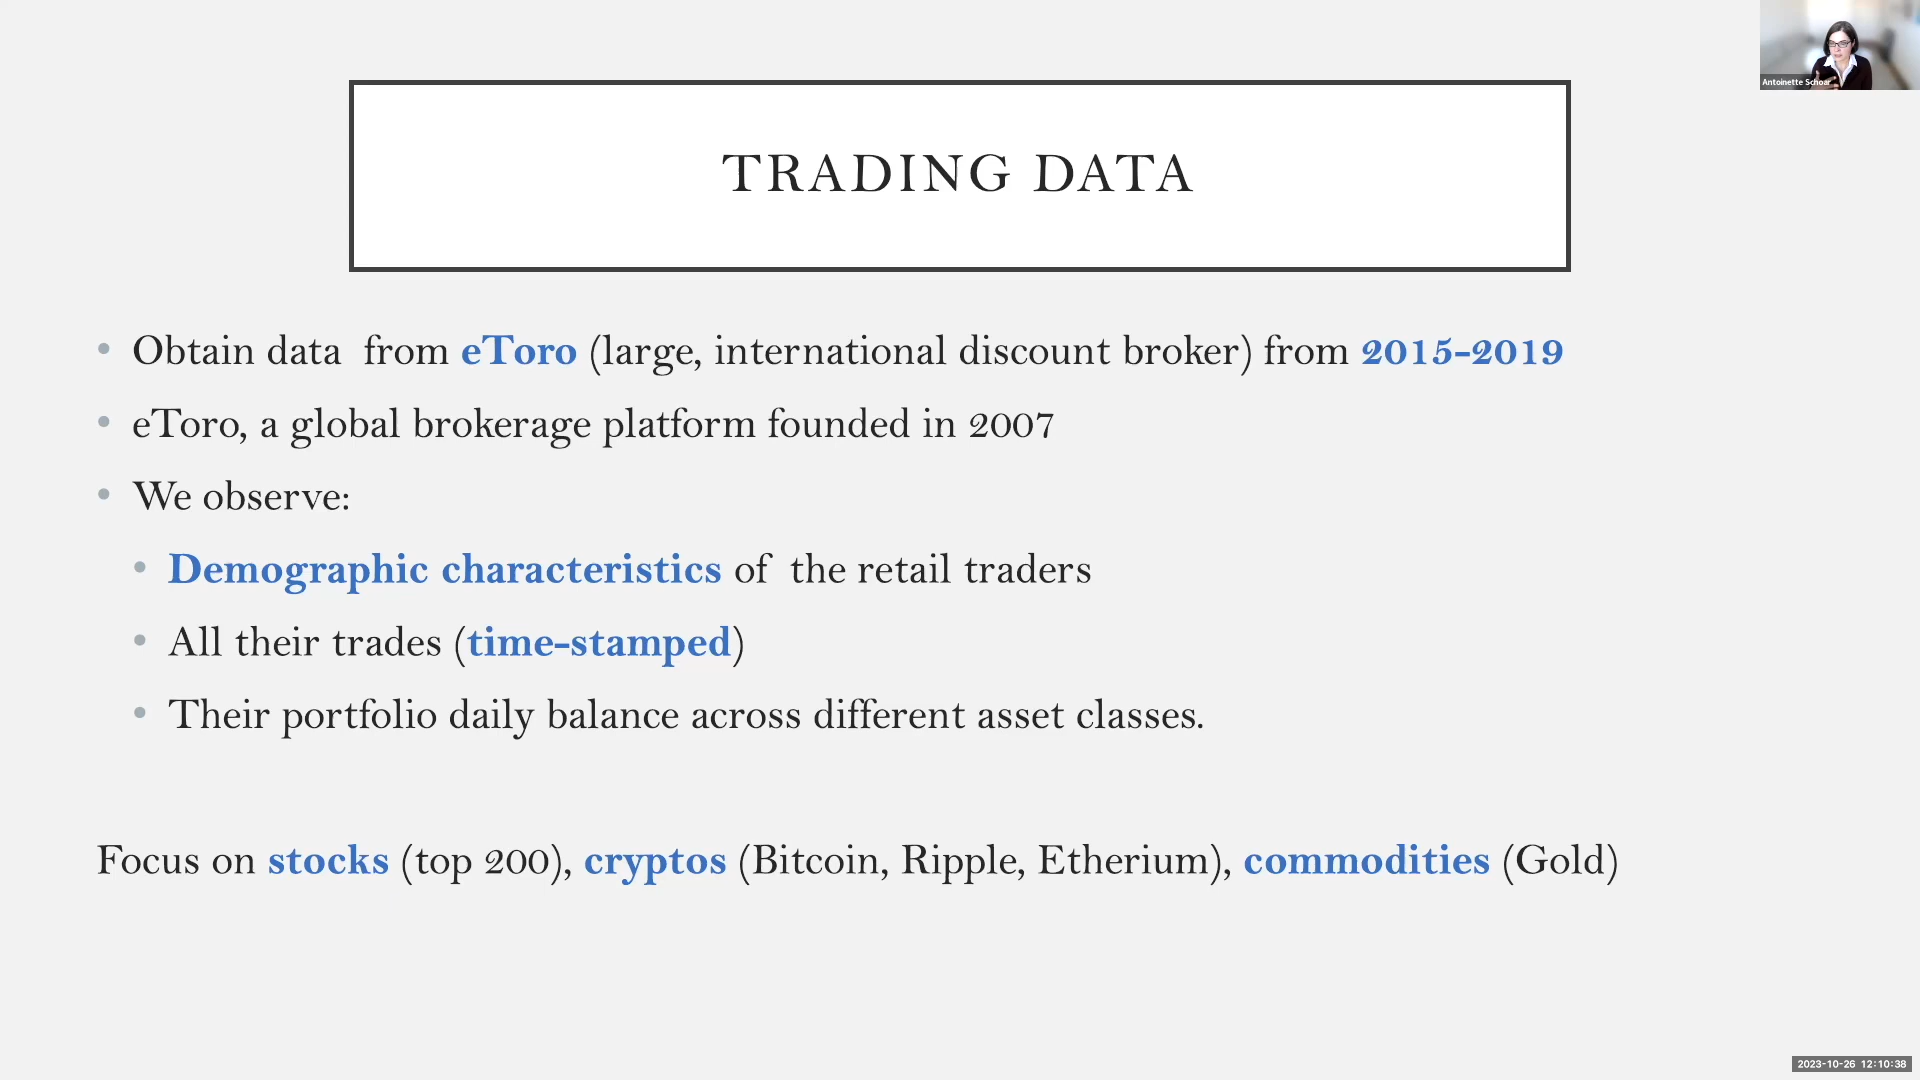 Antoinette Schoar
TRADING DATA
• Obtain data from eToro (large, international discount broker) from 2015-2019
• eToro, a global brokerage platform founded in 2007
• We observe:
• Demographic characteristics of the retail traders
• All their trades (time-stamped)
• Their portfolio daily balance across different asset classes.
Focus on stocks (top 200), cryptos (Bitcoin, Ripple, Etherium), commodities (Gold)
2023-10-26 12:10:38